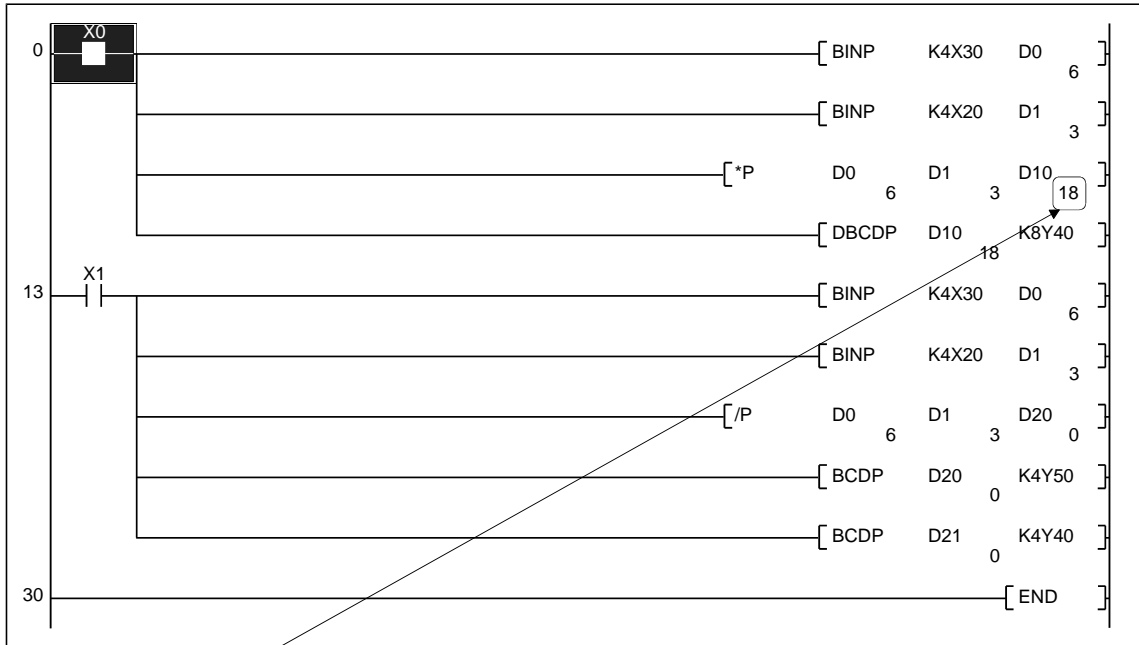 X0
0 BINP K4X30 D0
6
BINP K4X20 D1
3
*P D0 D1 D10
6 3 18
DBCDP D10 K8Y40
18
X1
13 BINP K4X30 D0
6
BINP K4X20 D1
3
/P D0 D1 D20
6 3 0
BCDP D20 K4Y50
0
BCDP D21 K4Y40
0
30 END